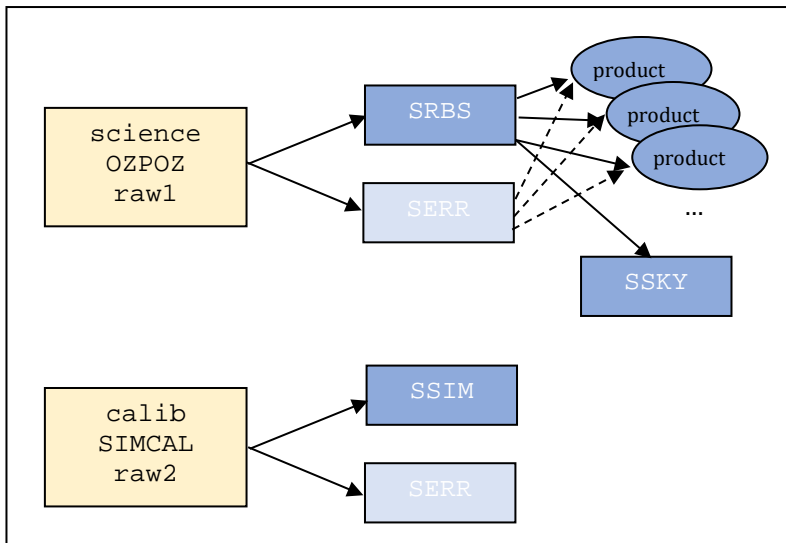 science
OZPOZ
raw1
SRBS
SERR
product
product
product
...
SSKY
calib
SIMCAL
raw2
SSIM
SERR